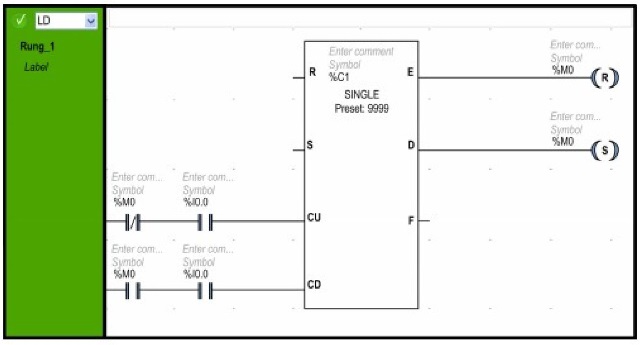 LD
Rung_1
Label
Enter comment
Symbol
%C1
SINGLE
Preset: 9999
R
S
CU
CD
E
D
F
Enter com...
Symbol
%M0
R
Enter com...
Symbol
%M0
S
Enter com... Enter com...
Symbol Symbol
%M0 %I0.0
Enter com... Enter com...
Symbol Symbol
%M0 %I0.0